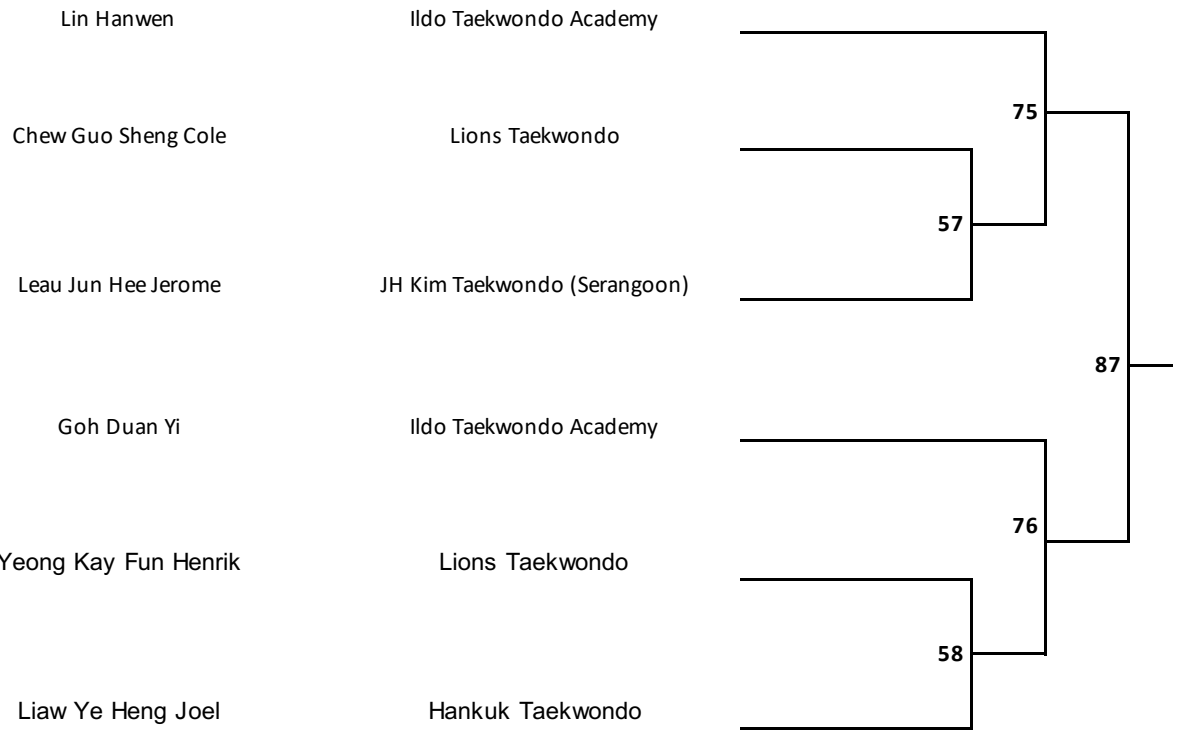 Lin Hanwen Ildo Taekwondo Academy
75
Chew Guo Sheng Cole Lions Taekwondo
57
Leau Jun Hee Jerome JH Kim Taekwondo (Serangoon)
87
Goh Duan Yi Ildo Taekwondo Academy
76
Yeong Kay Fun Henrik Lions Taekwondo
58
Liaw Ye Heng Joel Hankuk Taekwondo